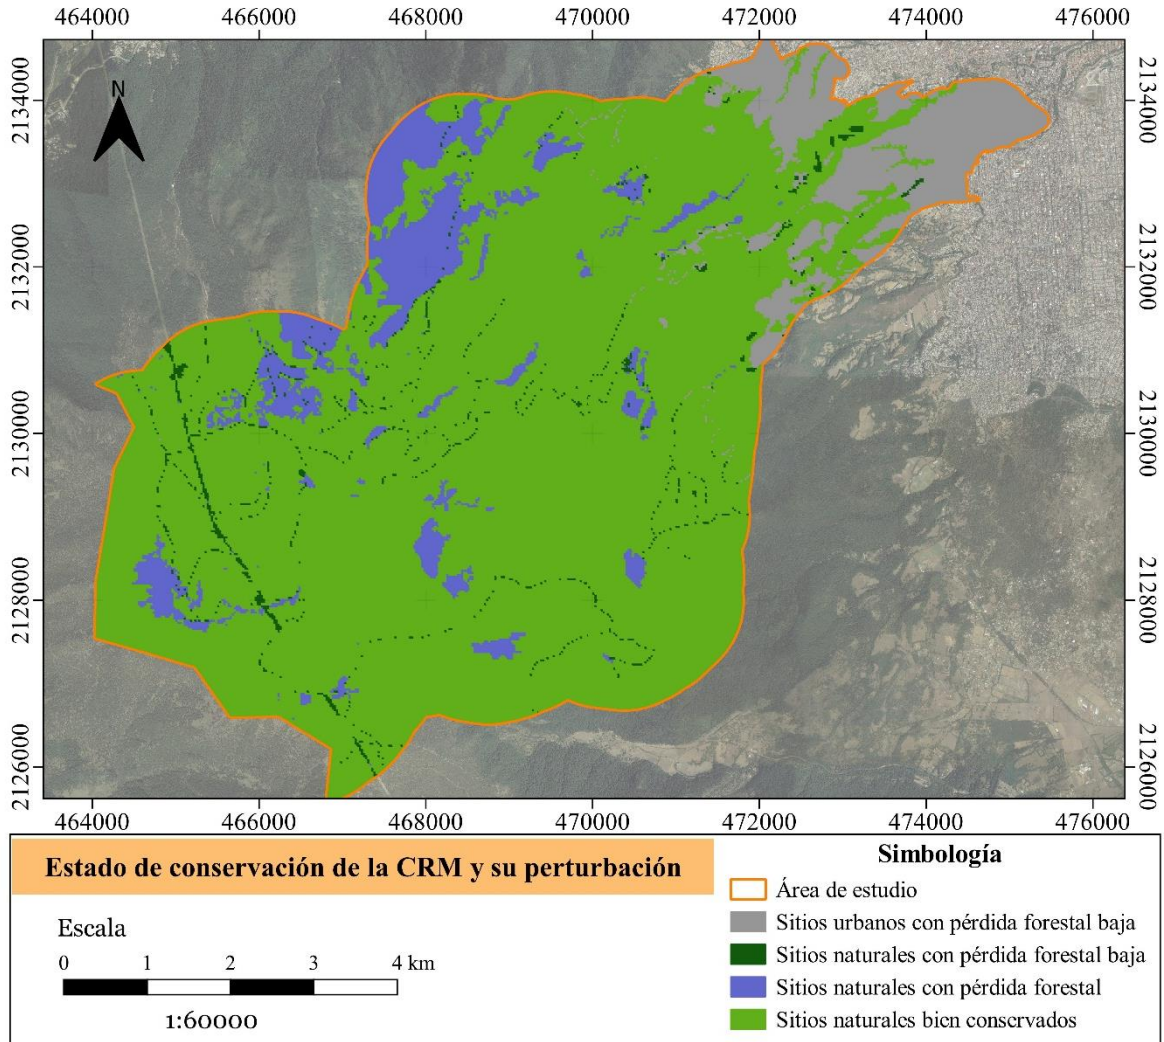 464000 466000 468000 470000 472000 474000 476000
N
2134000 2134000
2132000 2132000
2130000 2130000
2128000 2128000
2126000 2126000
464000 466000 468000 470000 472000 474000 476000
Estado de conservación de la CRM y su perturbación
Escala
0 1 2 3 4 km
1:60000
Simbología
Área de estudio
Sitios urbanos con pérdida forestal baja
Sitios naturales con pérdida forestal baja
Sitios naturales con pérdida forestal
Sitios naturales bien conservados